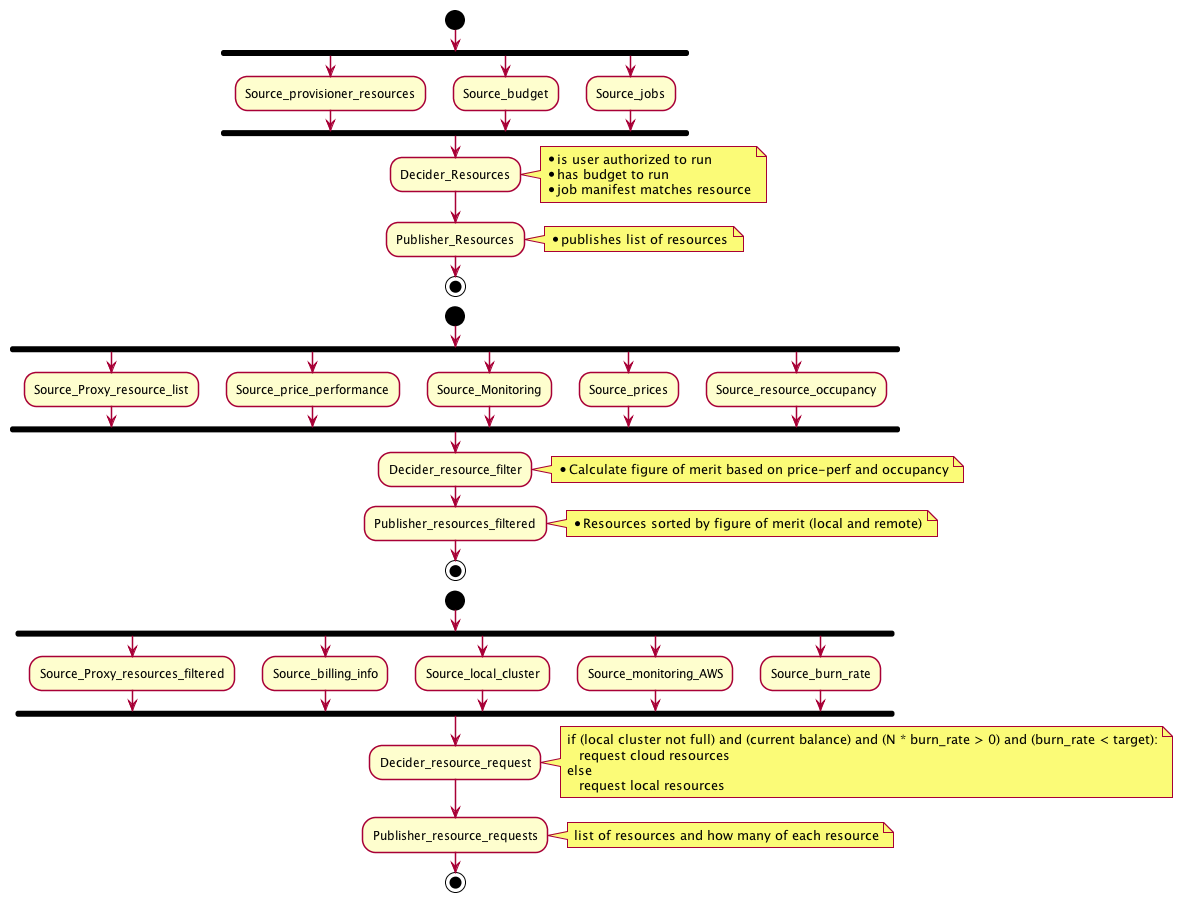 Source_provisioner_resources
Source_budget
Source_jobs
Decider_Resources
• is user authorized to run
• has budget to run
• job manifest matches resource
Publisher_Resources
• publishes list of resources
Source_Proxy_resource_list
Source_price_performance
Source_Monitoring
Source_prices
Source_resource_occupancy
Decider_resource_filter
• Calculate figure of merit based on price-perf and occupancy
Publisher_resources_filtered
• Resources sorted by figure of merit (local and remote)
Source_Proxy_resources_filtered
Source_billing_info
Source_local_cluster
Source_monitoring_AWS
Source_burn_rate
Decider_resource_request
if (local cluster not full) and (current balance) and (N * burn_rate > 0) and (burn_rate < target):
request cloud resources
else
request local resources
Publisher_resource_requests
list of resources and how many of each resource